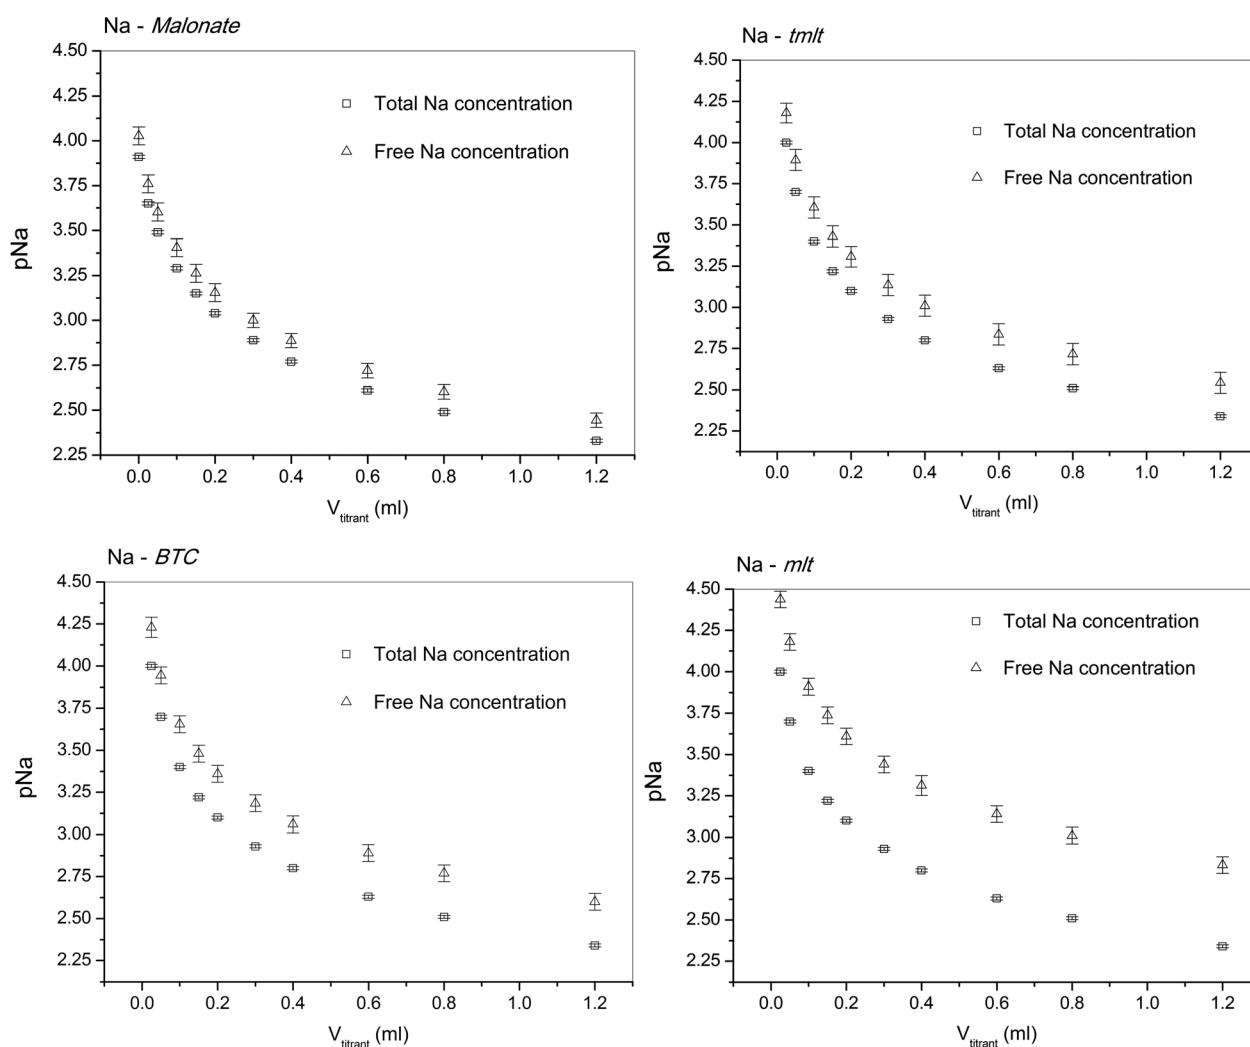 Na - Malonate
4.50
4.25
4.00
3.75
3.50
3.25
3.00
2.75
2.50
2.25
pNa
Total Na concentration
Free Na concentration
0.0 0.2 0.4 0.6 0.8 1.0 1.2
V titrant (ml)
Na - tmlt
4.50
4.25
4.00
3.75
3.50
3.25
3.00
2.75
2.50
2.25
pNa
Total Na concentration
Free Na concentration
0.0 0.2 0.4 0.6 0.8 1.0 1.2
V titrant (ml)
Na - BTC
4.50
4.25
4.00
3.75
3.50
3.25
3.00
2.75
2.50
2.25
pNa
Total Na concentration
Free Na concentration
0.0 0.2 0.4 0.6 0.8 1.0 1.2
V titrant (ml)
Na - mlt
4.50
4.25
4.00
3.75
3.50
3.25
3.00
2.75
2.50
2.25
pNa
Total Na concentration
Free Na concentration
0.0 0.2 0.4 0.6 0.8 1.0 1.2
V titrant (ml)